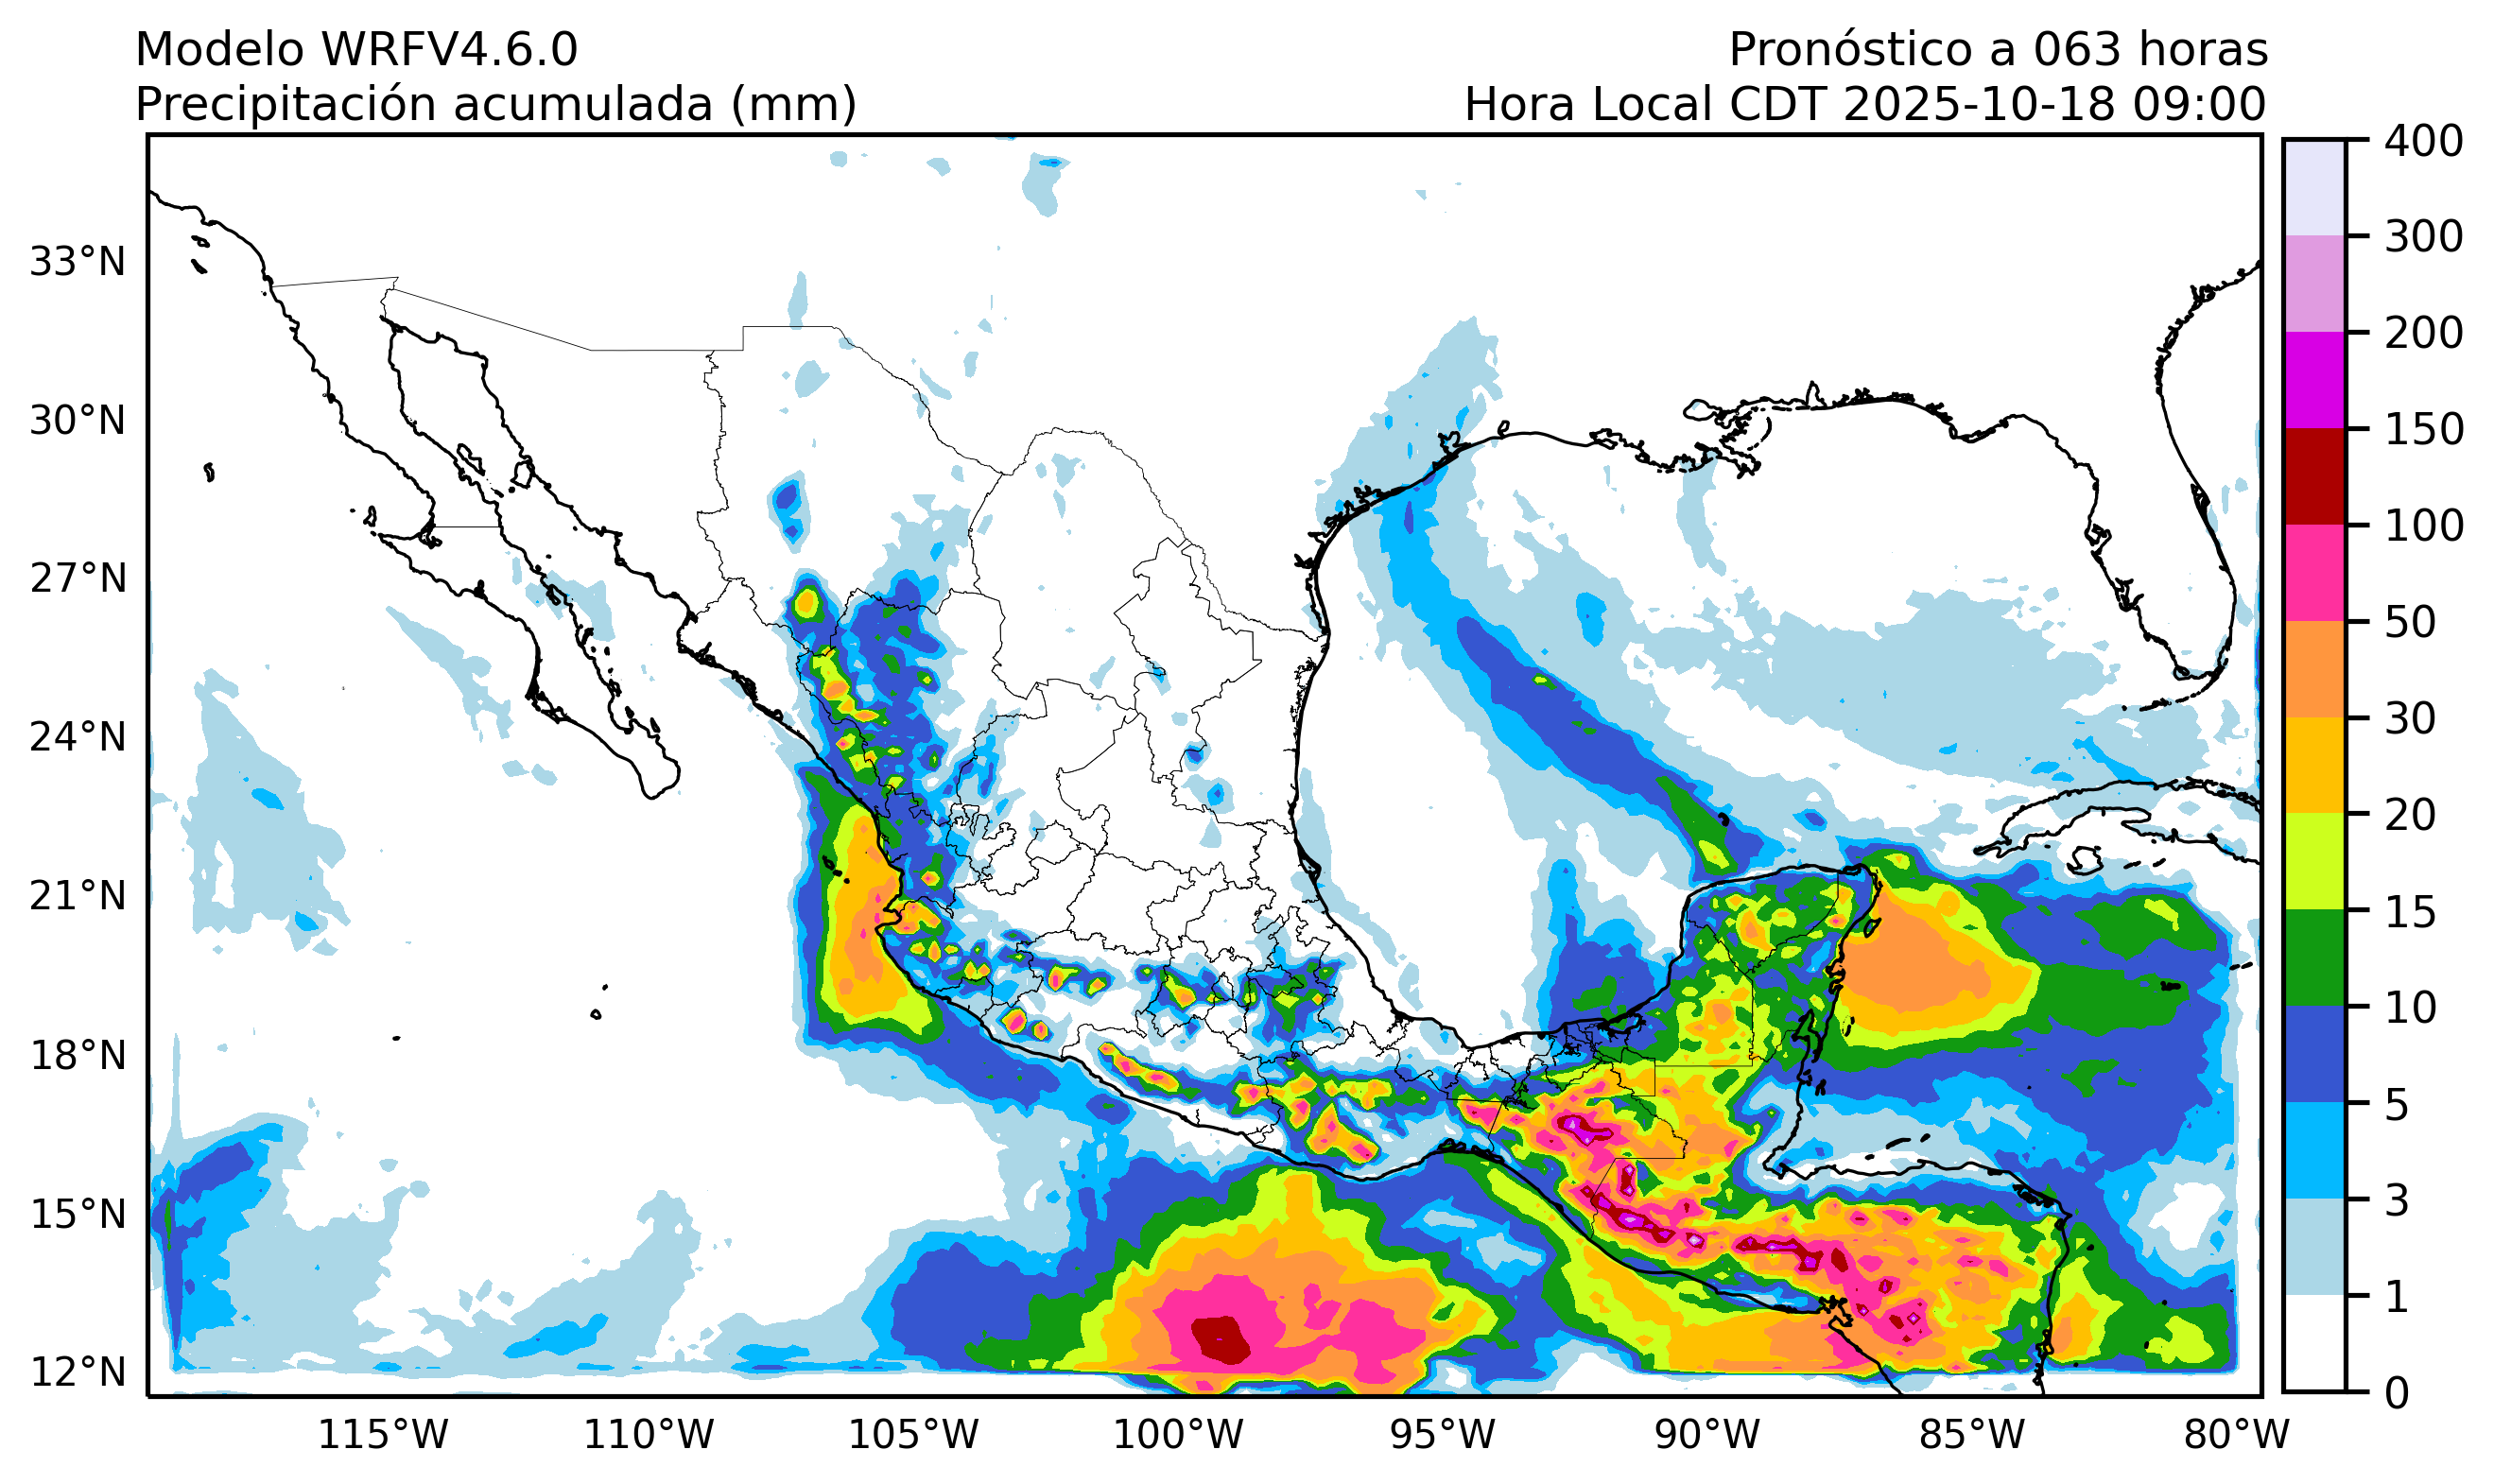 Modelo WRFV4.6.0
Pronóstico a 063 horas
Precipitación acumulada (mm)
Hora Local CDT 2025-10-18 09:00
33°N
30°N
27°N
24°N
21°N
18°N
15°N
12°N
115°W
110°W
105°W
100°W
95°W
90°W
85°W
80°W
400
300
200
150
100
50
30
20
15
10
5
3
1
0